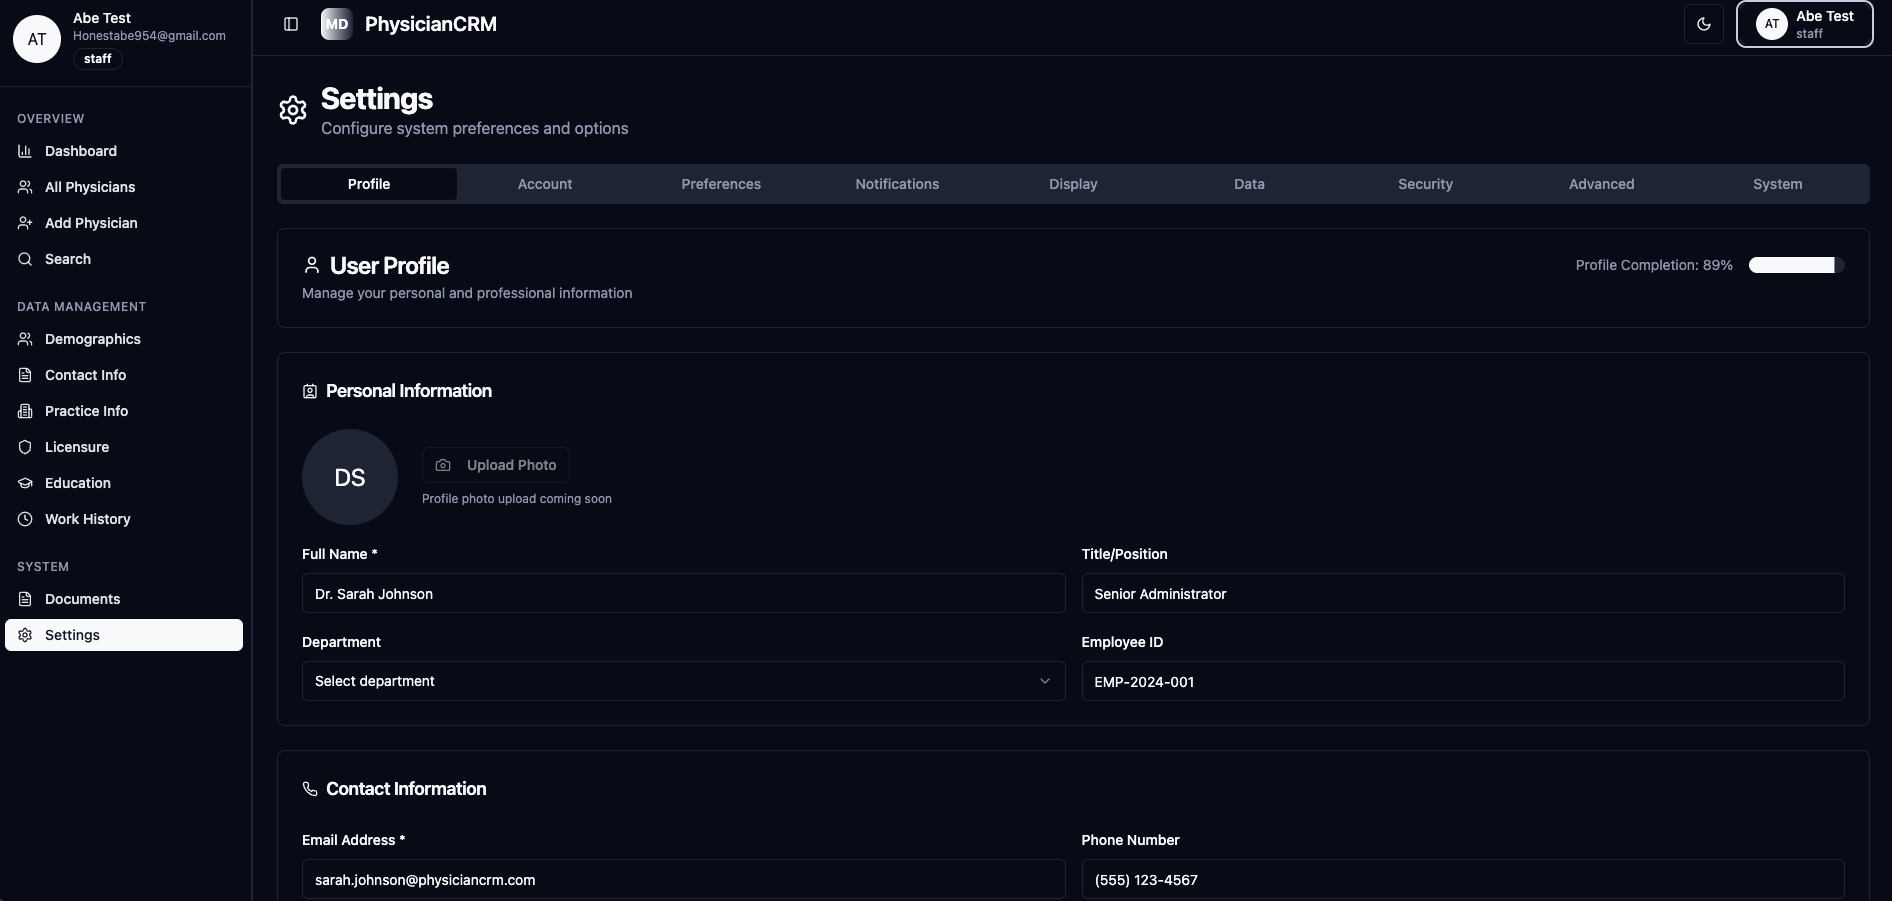 AT
Abe Test
Honestabe954@gmail.com
staff
OVERVIEW
Dashboard
All Physicians
Add Physician
Search
DATA MANAGEMENT
Demographics
Contact Info
Practice Info
Licensure
Education
Work History
SYSTEM
Documents
Settings
MD PhysicianCRM
AT
Abe Test
staff
Settings
Configure system preferences and options
Profile Account Preferences Notifications Display Data Security Advanced System
User Profile
Manage your personal and professional information
Profile Completion: 89%
Personal Information
DS
Upload Photo
Profile photo upload coming soon
Full Name *
Dr. Sarah Johnson
Title/Position
Senior Administrator
Department
Select department
Employee ID
EMP-2024-001
Contact Information
Email Address *
sarah.johnson@physiciancrm.com
Phone Number
(555) 123-4567